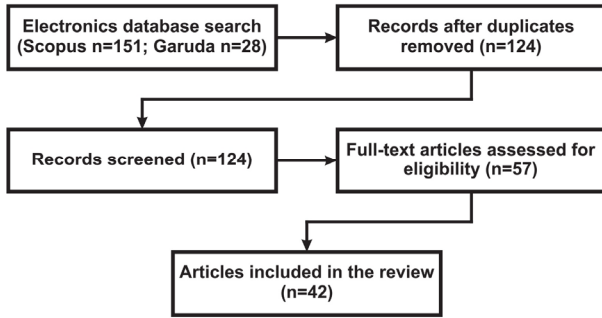 Electronics database search
(Scopus n=151; Garuda n=28)
Records after duplicates
removed (n=124)
Records screened (n=124)
Full-text articles assessed for
eligibility (n=57)
Articles included in the review
(n=42)